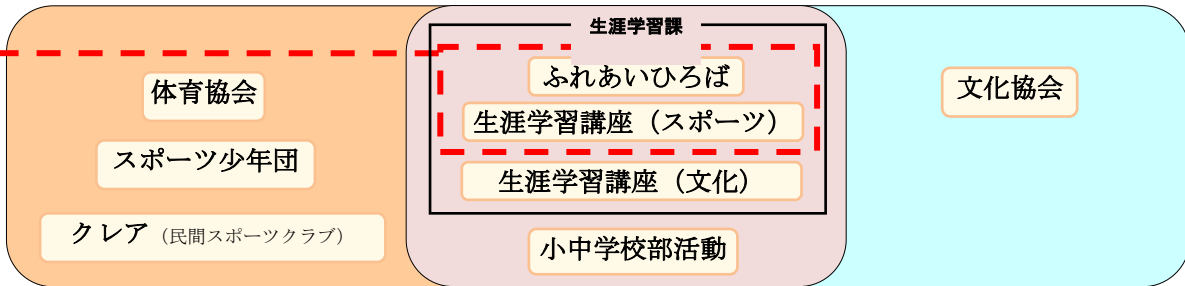 生涯学習課
体育協会
スポーツ少年団
クレア（民間スポーツクラブ）
ふれあいひろば
生涯学習講座（スポーツ）
生涯学習講座（文化）
小中学校部活動
文化協会